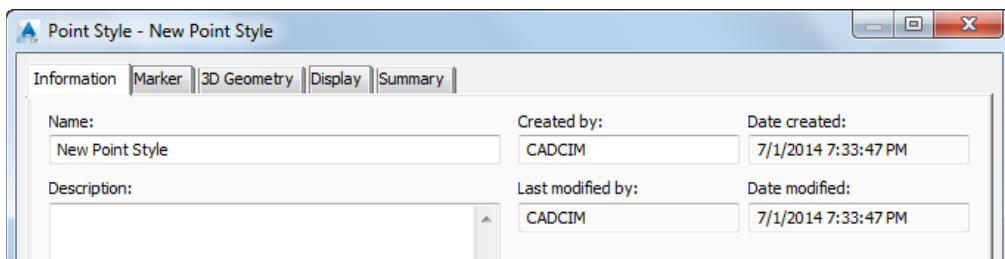 Point Style - New Point Style
Information Marker 3D Geometry Display Summary
Name: Created by: Date created:
New Point Style CADCIM 7/1/2014 7:33:47 PM
Description: Last modified by: Date modified:
CADCIM 7/1/2014 7:33:47 PM